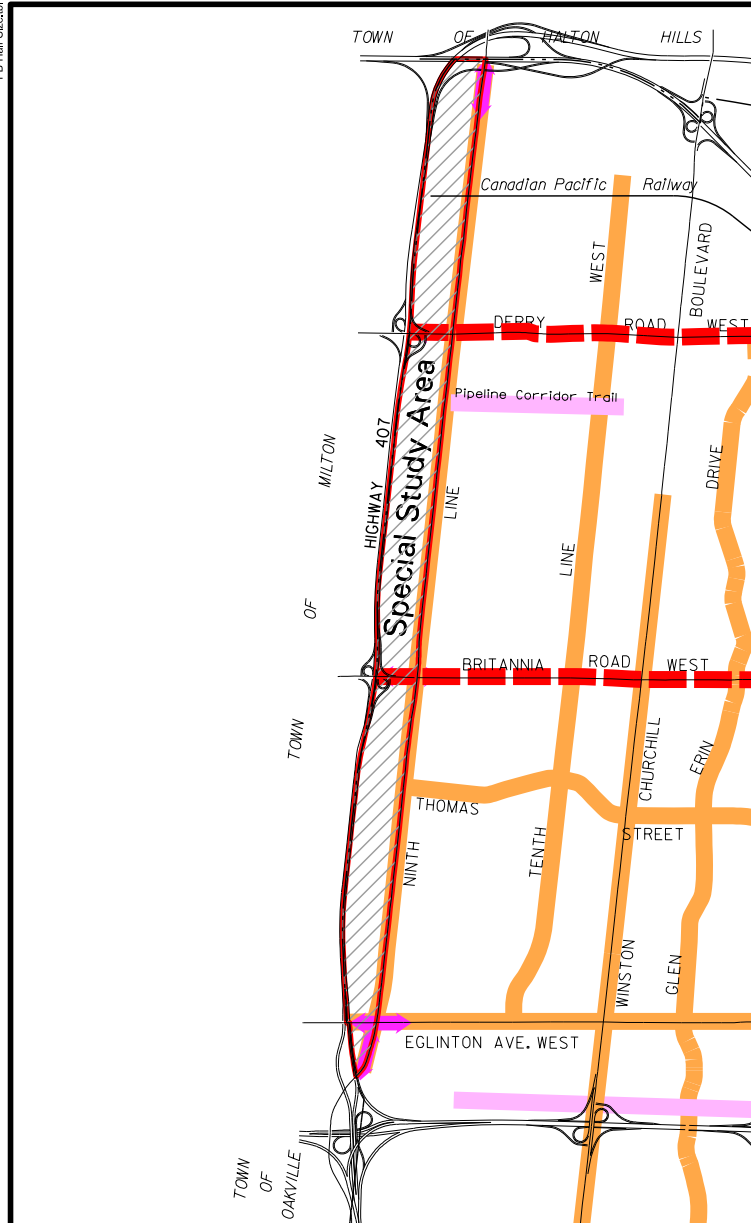 TOWN OF HALTON HILLS
Canadian Pacific Railway
BOULEVARD
WEST
DERRY ROAD WEST
Pipeline Corridor Trail
Special Study Area
HIGHWAY 407
MILTON
OF
TOWN
LINE
LINE
DRIVE
BRITANNIA ROAD WEST
CHURCHILL
ERIN
THOMAS
STREET
NINTH
TENTH
WINSTON
GLEN
EGLINTON AVE. WEST
TOWN
OF
OAKVILLE